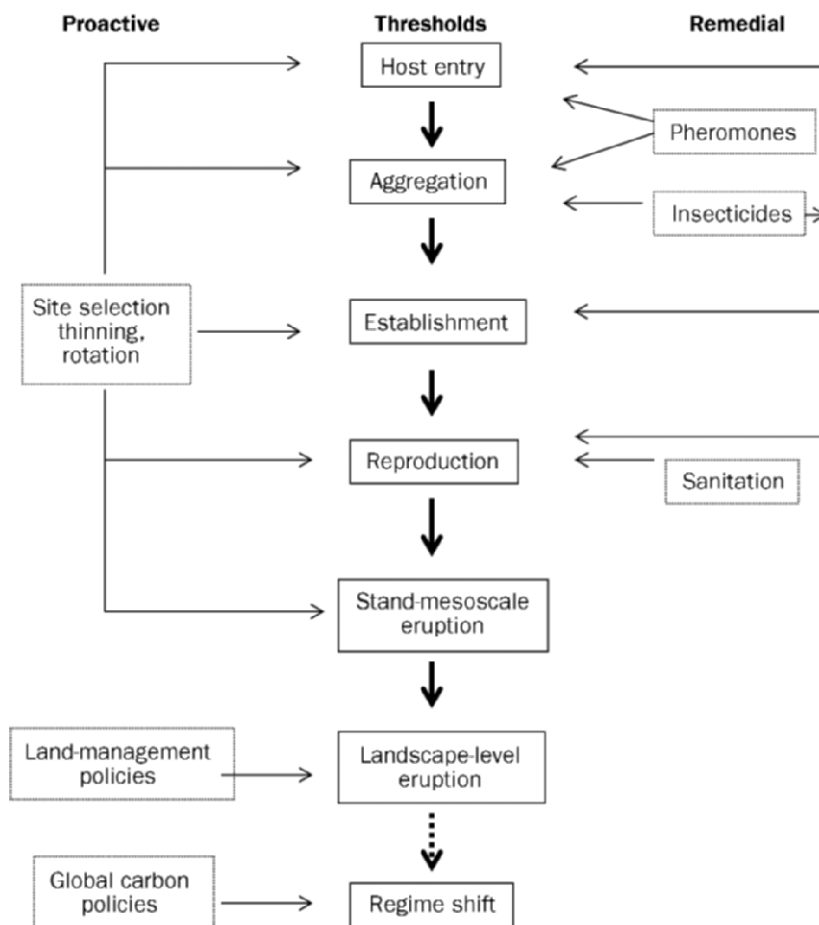 Proactive
Thresholds
Remedial
Host entry
Pheromones
Aggregation
Insecticides
Site selection
thinning,
rotation
Establishment
Reproduction
Sanitation
Stand-mesoscale
eruption
Land-management
policies
Landscape-level
eruption
Global carbon
policies
Regime shift